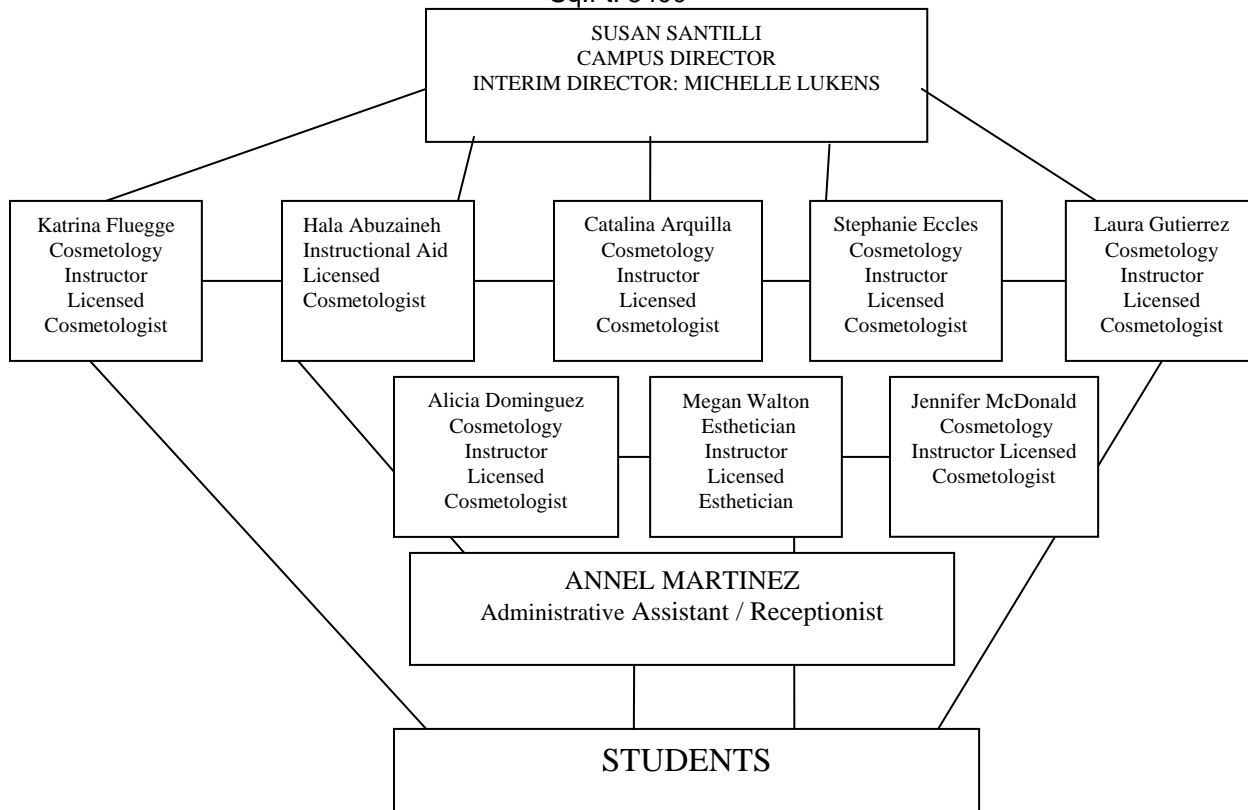 SUSAN SANTILLI
CAMPUS DIRECTOR
INTERIM DIRECTOR: MICHELLE LUKENS
Katrina Fluegge
Cosmetology
Instructor
Licensed
Cosmetologist
Hala Abuzaineh
Instructional Aid
Licensed
Cosmetologist
Catalina Arquilla
Cosmetology
Instructor
Licensed
Cosmetologist
Stephanie Eccles
Cosmetology
Instructor
Licensed
Cosmetologist
Laura Gutierrez
Cosmetology
Instructor
Licensed
Cosmetologist
Alicia Dominguez
Cosmetology
Instructor
Licensed
Cosmetologist
Megan Walton
Esthetician
Instructor
Licensed
Esthetician
Jennifer McDonald
Cosmetology
Instructor Licensed
Cosmetologist
ANNEL MARTINEZ
Administrative Assistant / Receptionist
STUDENTS